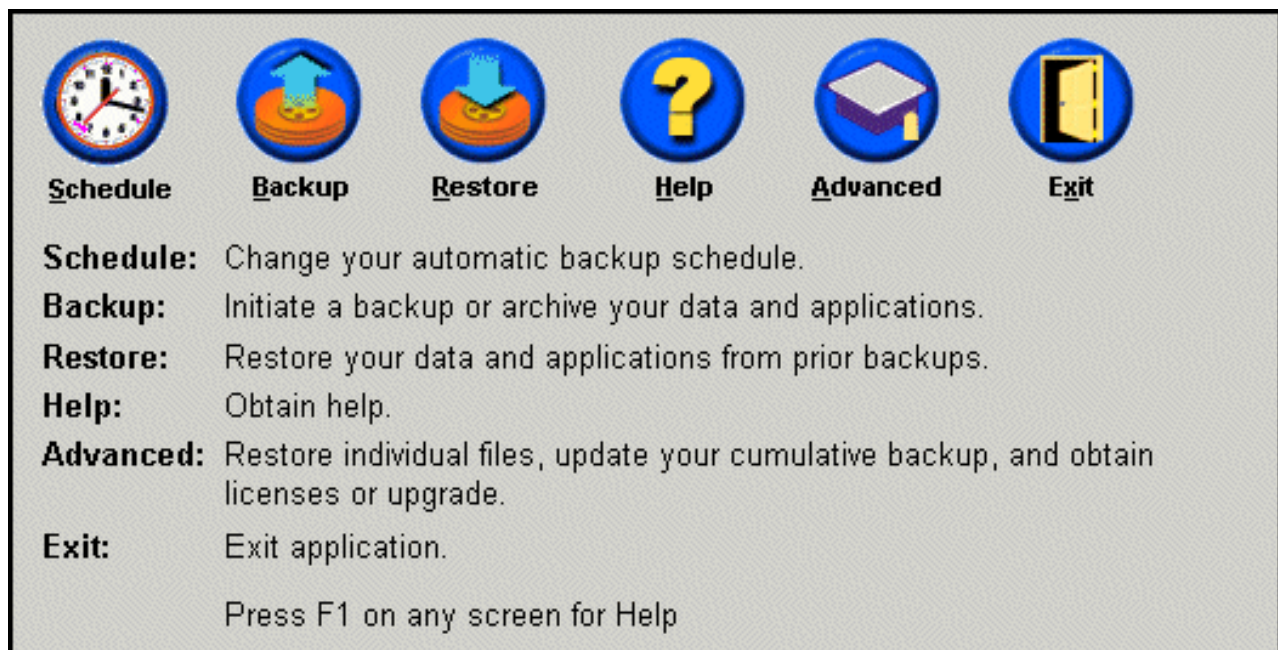 Schedule Backup Restore Help Advanced Exit
Schedule: Change your automatic backup schedule.
Backup: Initiate a backup or archive your data and applications.
Restore: Restore your data and applications from prior backups.
Help: Obtain help.
Advanced: Restore individual files, update your cumulative backup, and obtain
licenses or upgrade.
Exit: Exit application.
Press F1 on any screen for Help